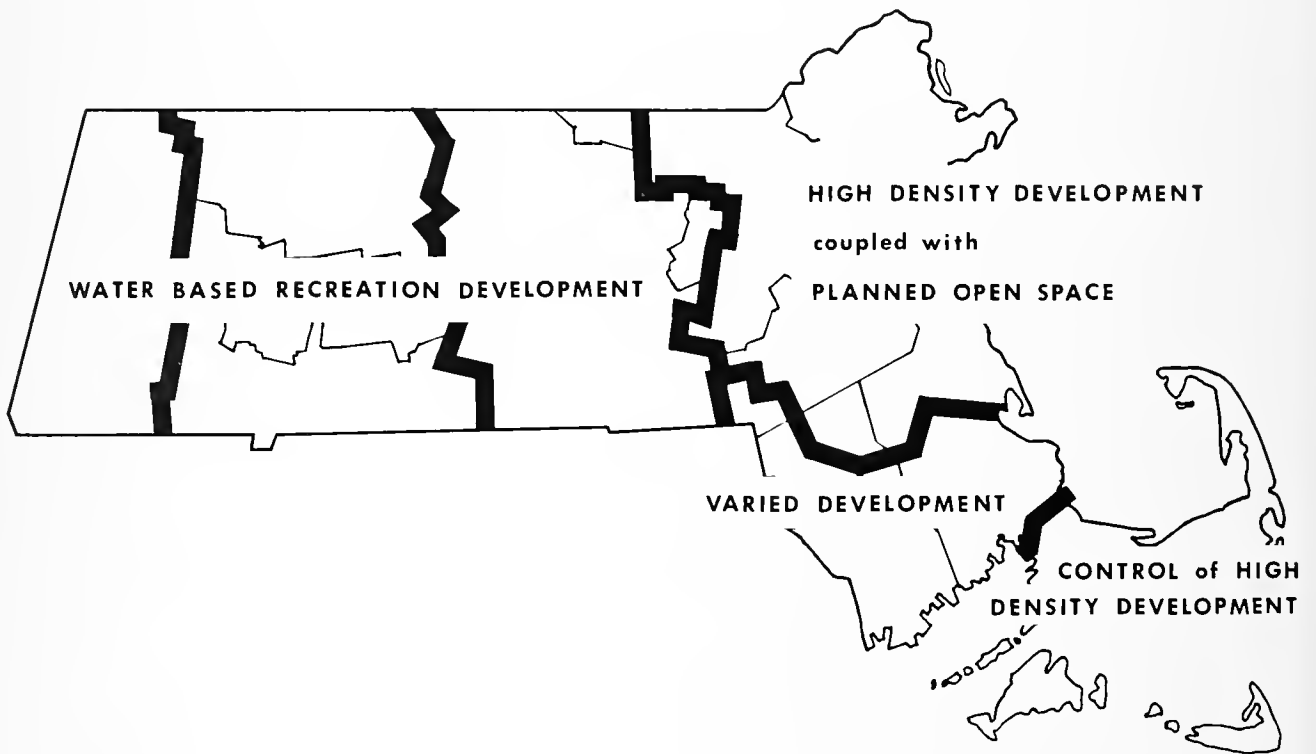 HIGH DENSITY DEVELOPMENT
coupled with
PLANNED OPEN SPACE
WATER BASED RECREATION DEVELOPMENT
VARIED DEVELOPMENT
CONTROL of HIGH
DENSITY DEVELOPMENT